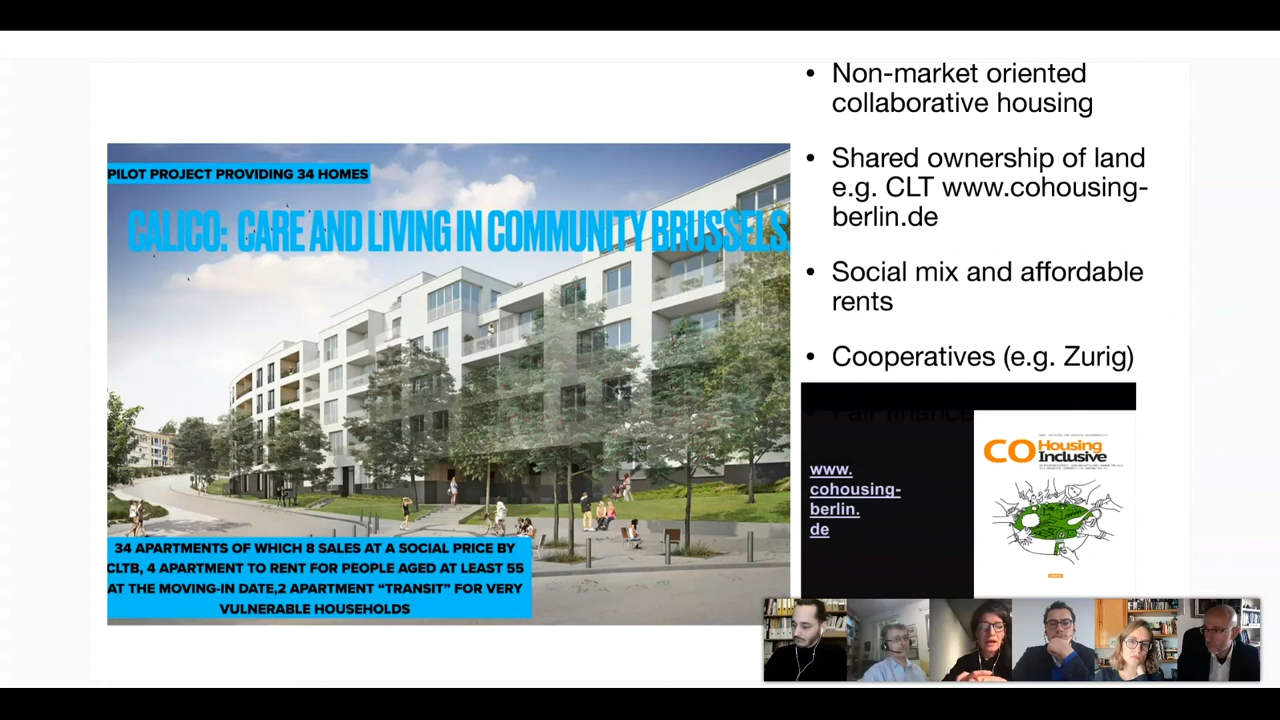 PILOT PROJECT PROVIDING 34 HOMES
CALICO: CARE AND LIVING IN COMMUNITY BRUSSELS,
34 APARTMENTS OF WHICH 8 SALES AT A SOCIAL PRICE BY
CLTB, 4 APARTMENT TO RENT FOR PEOPLE AGED AT LEAST 55
AT THE MOVING-IN DATE,2 APARTMENT “TRANSIT” FOR VERY
VULNERABLE HOUSEHOLDS
• Non-market oriented
collaborative housing
• Shared ownership of land
e.g. CLT www.cohousing-
berlin.de
• Social mix and affordable
rents
• Cooperatives (e.g. Zurig)
• Fair finance
www.
cohousing-
berlin.
de
CO Housing
Inclusive